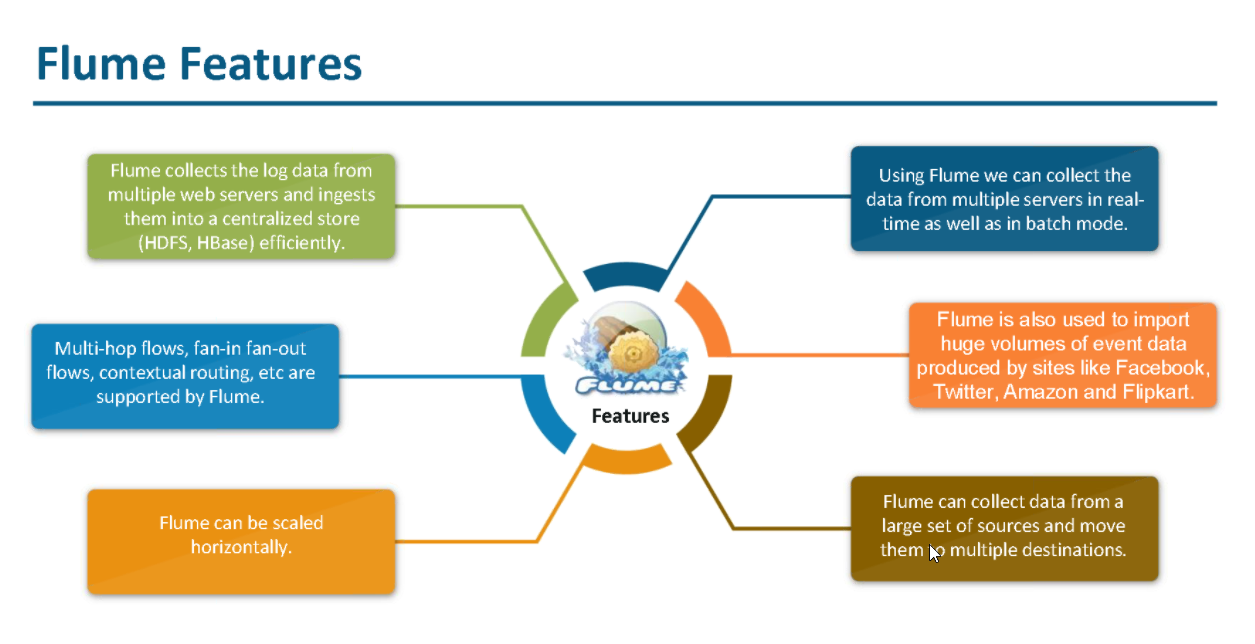 Flume Features
Flume collects the log data from
multiple web servers and ingests
them into a centralized store
(HDFS, HBase) efficiently.
Using Flume we can collect the
data from multiple servers in real-
time as well as in batch mode.
Multi-hop flows, fan-in fan-out
flows, contextual routing, etc are
supported by Flume.
FLUME
Features
Flume is also used to import
huge volumes of event data
produced by sites like Facebook,
Twitter, Amazon and Flipkart.
Flume can be scaled
horizontally.
Flume can collect data from a
large set of sources and move
them to multiple destinations.